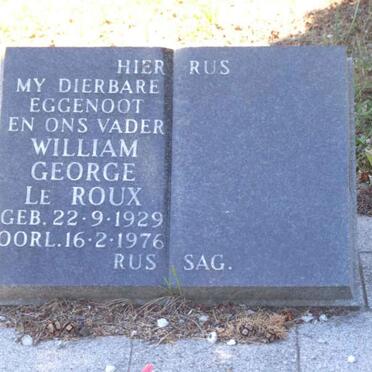 HIER RUS
MY DIERBARE
EGGENOOT
EN ONS VADER
WILLIAM
GEORGE
LE ROUX
GEB. 22·9·1929
OORL. 16·2·1976
RUS SAG.